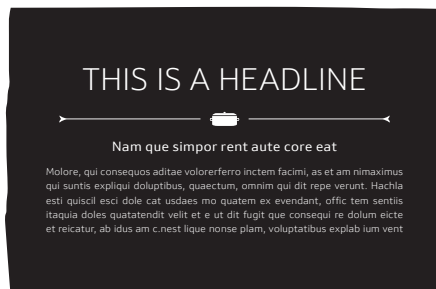 THIS IS A HEADLINE
Nam que simpor rent aute core eat
Molore, qui consequos aditae volorerferro inctem facimi, as et am nimaximus
qui suntis expliqui doluptibus, quaectum, omnim qui dit repe verunt. Hachla
esti quiscil esci dole cat usdaes mo quatem ex evendant, offic tem sentiis
itaquia doles quatatendit velit et e ut dit fugit que consequi re dolum eicte
et reicatur, ab idus am c.nest lique nonse plam, voluptatibus explab ium vent